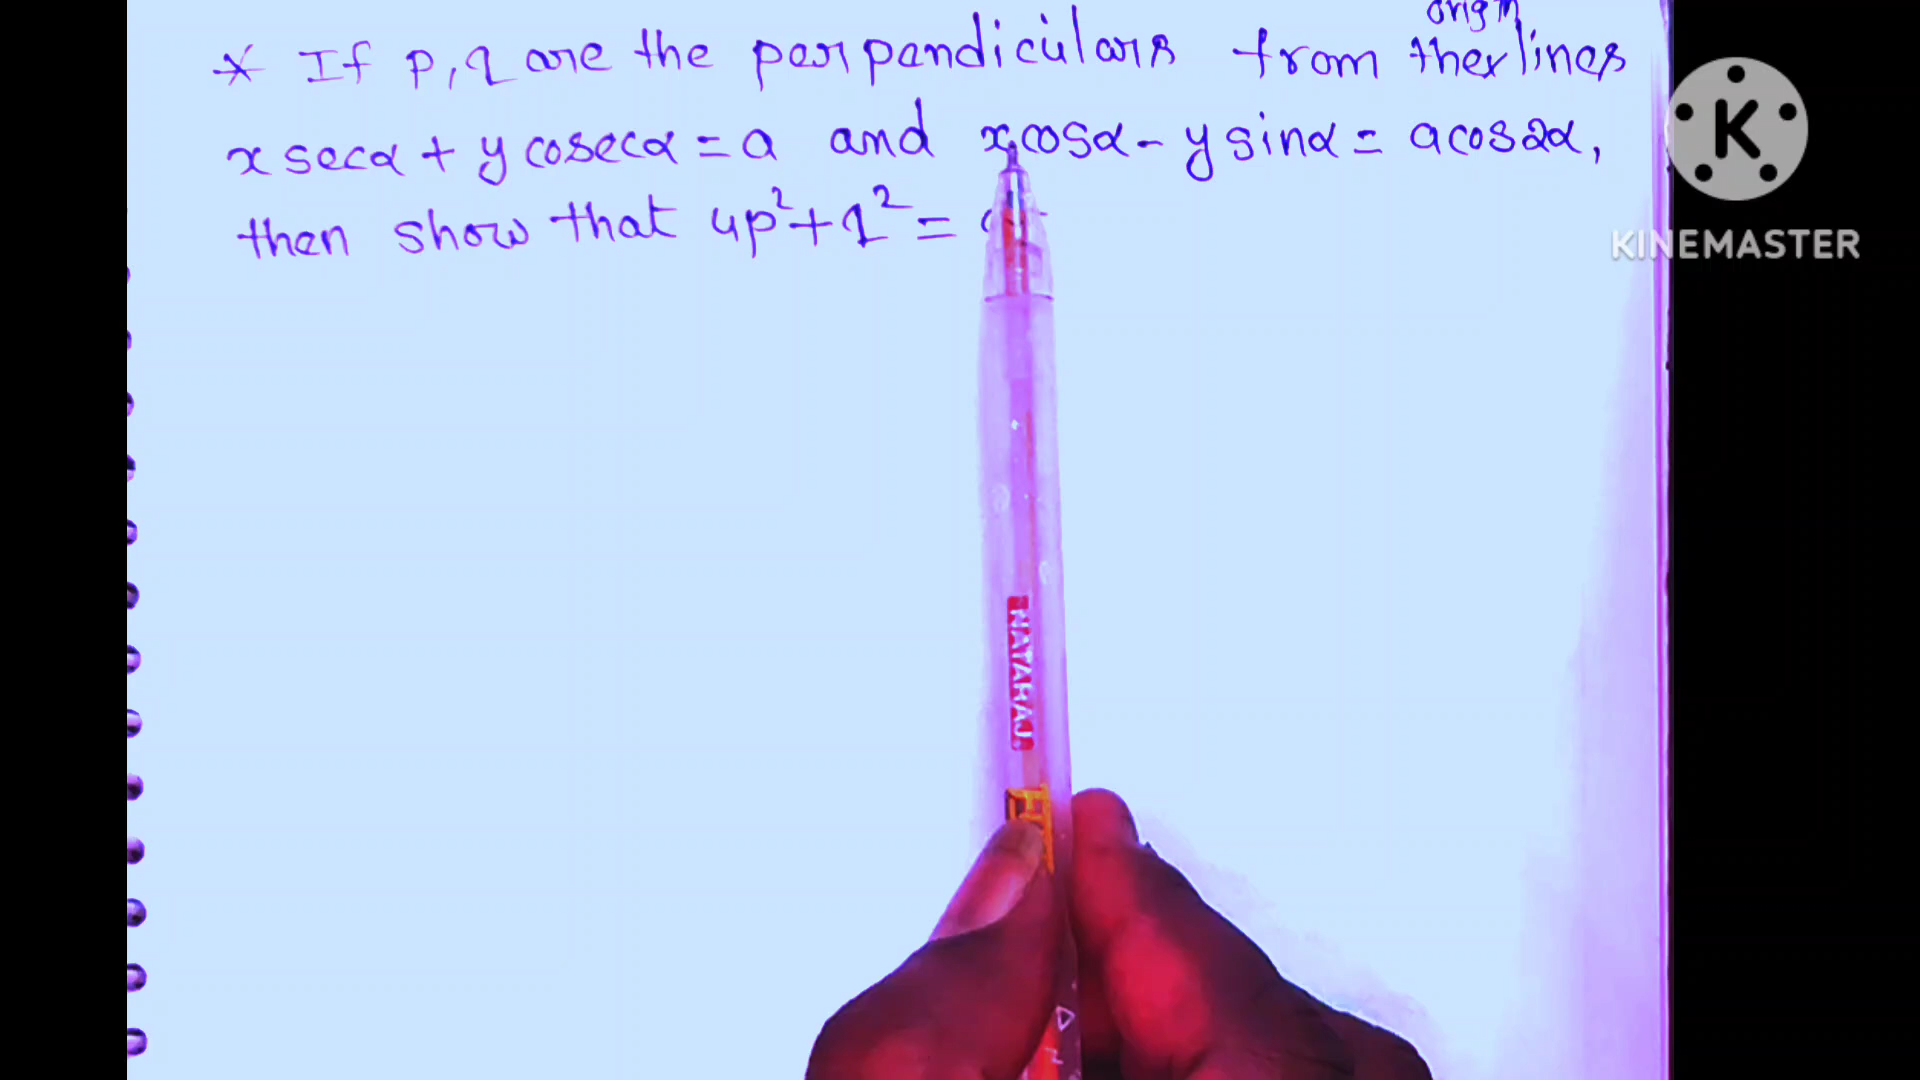 origin
* If p,q are the perpendiculars from the lines
x secα + y cosecα = a and x cosα - y sinα = a cos2α,
then show that 4p²+q² =
K
KINEMASTER
NATARAJ